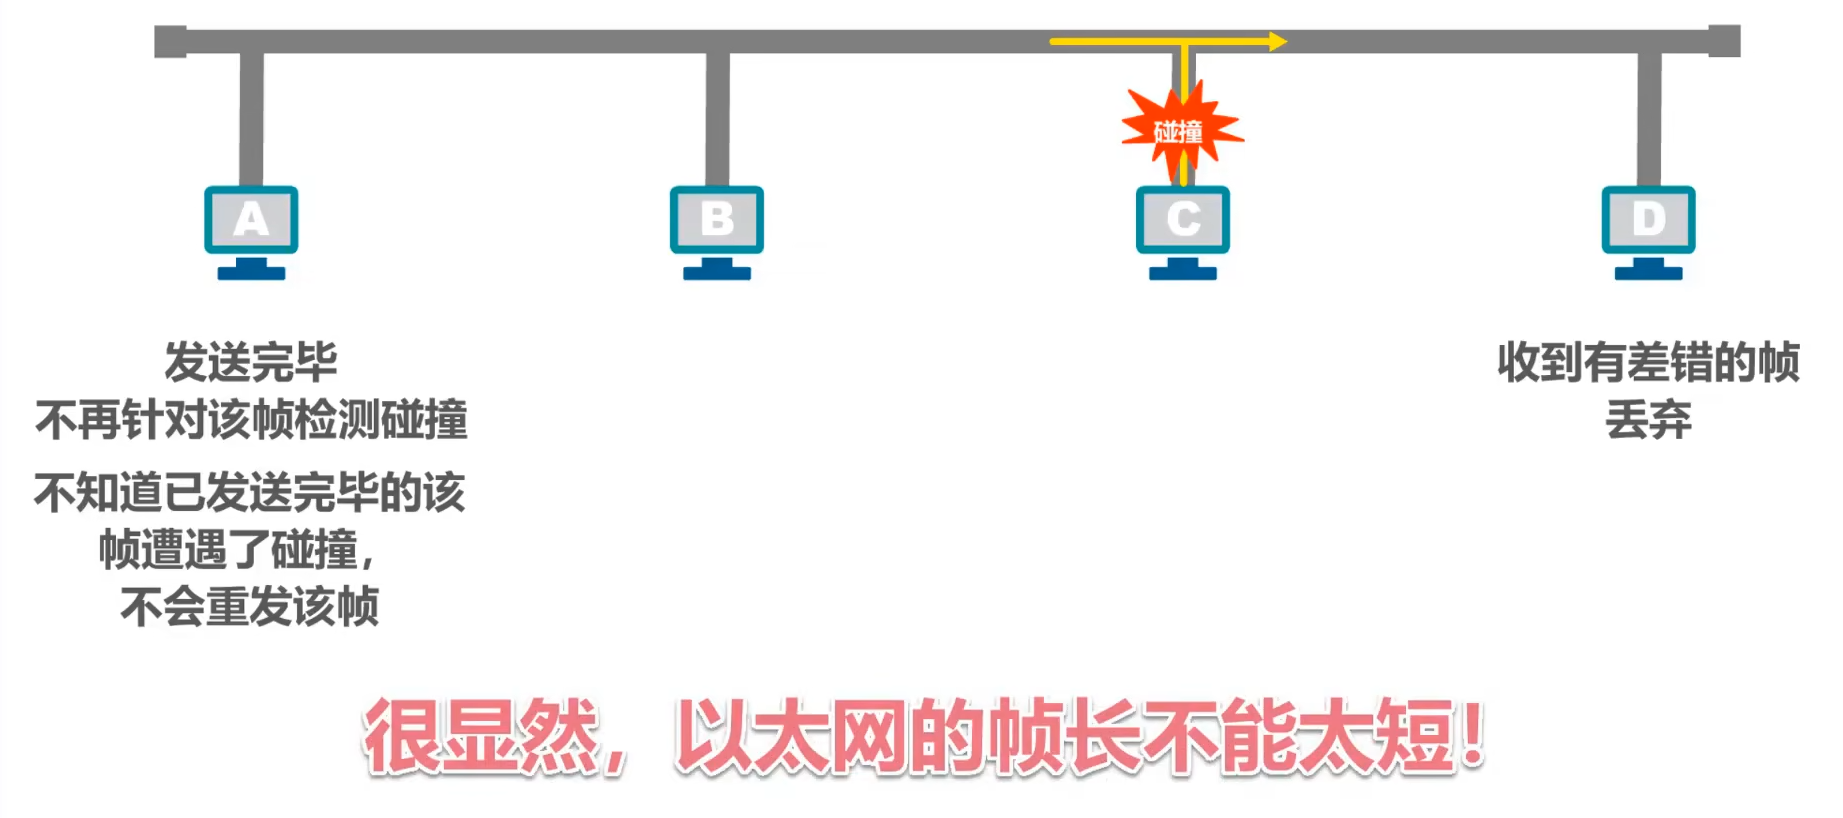 碰撞
A
B
C
D
发送完毕
不再针对该帧检测碰撞
不知道已发送完毕的该
帧遭遇了碰撞，
不会重发该帧
收到有差错的帧
丢弃
很显然，以太网的帧长不能太短！